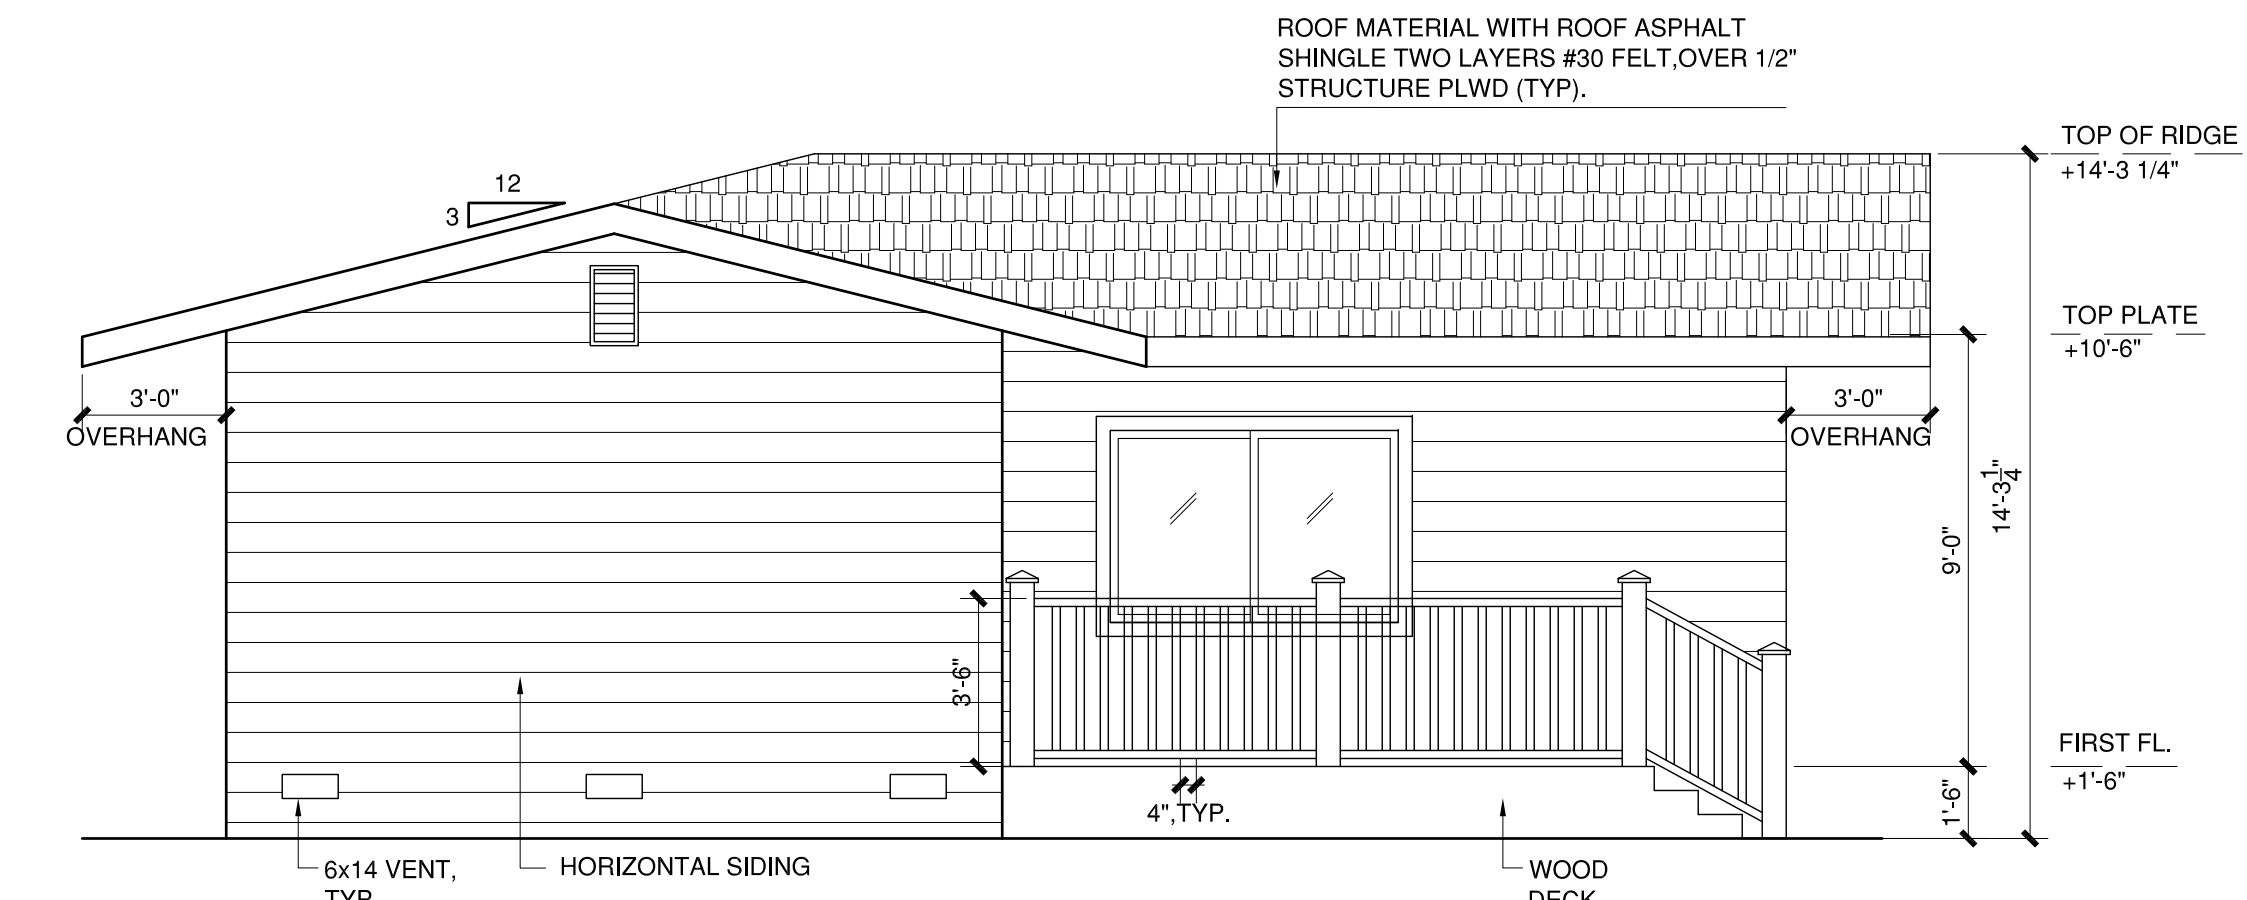 ROOF MATERIAL WITH ROOF ASPHALT
SHINGLE TWO LAYERS #30 FELT,OVER 1/2"
STRUCTURE PLWD (TYP).
TOP OF RIDGE
+14'-3 1/4"
12
3
TOP PLATE
+10'-6"
3'-0"
OVERHANG
3'-0"
OVERHANG
14'-3 1/4"
9'-0"
3'-6"
FIRST FL.
+1'-6"
1'-6"
4",TYP.
6x14 VENT,
TYP
HORIZONTAL SIDING
WOOD
DECK